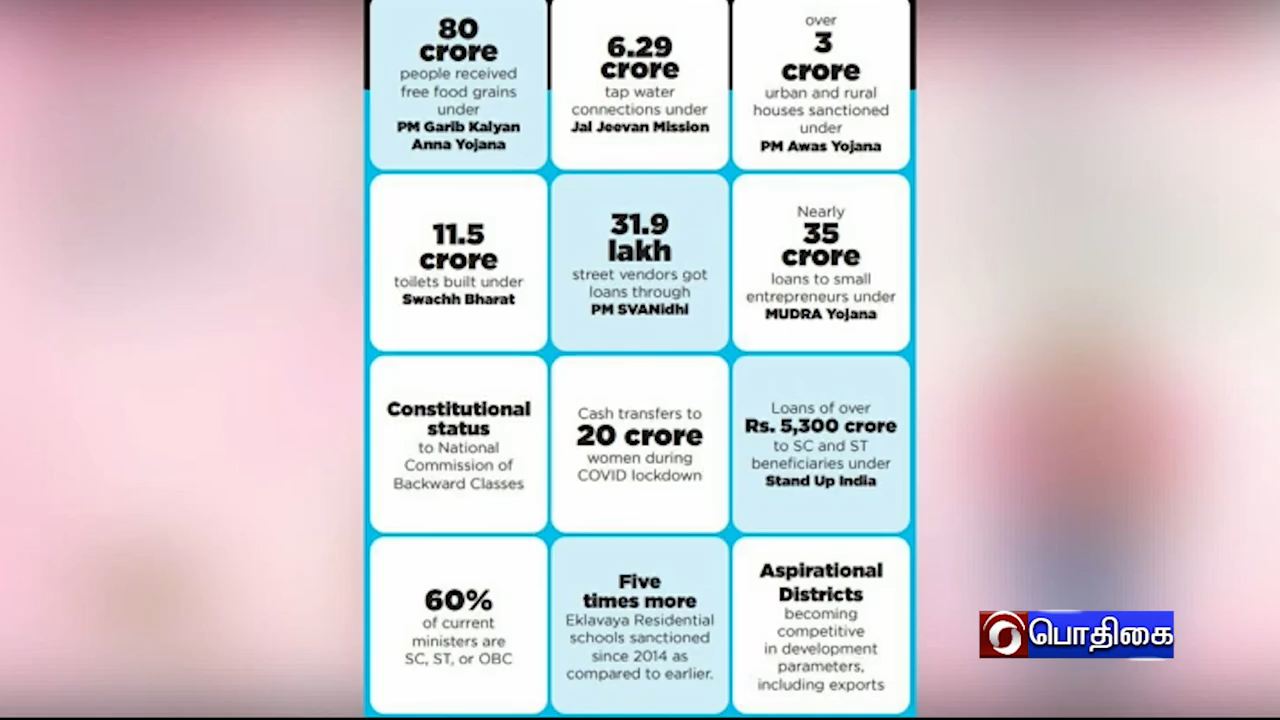 80
crore
people received
free food grains
under
PM Garib Kalyan
Anna Yojana
6.29
crore
tap water
connections under
Jal Jeevan Mission
over
3
crore
urban and rural
houses sanctioned
under
PM Awas Yojana
11.5
crore
toilets built under
Swachh Bharat
31.9
lakh
street vendors got
loans through
PM SVANidhi
Nearly
35
crore
loans to small
entrepreneurs under
MUDRA Yojana
Constitutional
status
to National
Commission of
Backward Classes
Cash transfers to
20 crore
women during
COVID lockdown
Loans of over
Rs. 5,300 crore
to SC and ST
beneficiaries under
Stand Up India
60%
of current
ministers are
SC, ST, or OBC
Five
times more
Eklavaya Residential
schools sanctioned
since 2014 as
compared to earlier.
Aspirational
Districts
becoming
competitive
in development
parameters,
including exports
பொதிகை